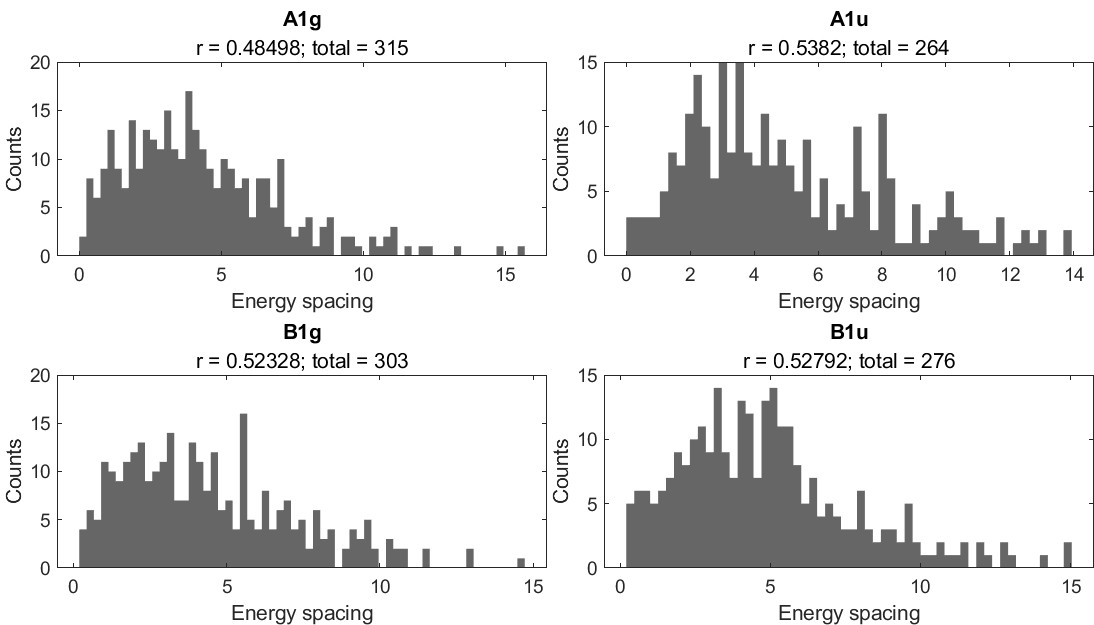 A1g
r = 0.48498; total = 315
20
15
10
5
0
Counts
0 5 10 15
Energy spacing
A1u
r = 0.5382; total = 264
15
10
5
0
Counts
0 2 4 6 8 10 12 14
Energy spacing
B1g
r = 0.52328; total = 303
20
15
10
5
0
Counts
0 5 10 15
Energy spacing
B1u
r = 0.52792; total = 276
15
10
5
0
Counts
0 5 10 15
Energy spacing